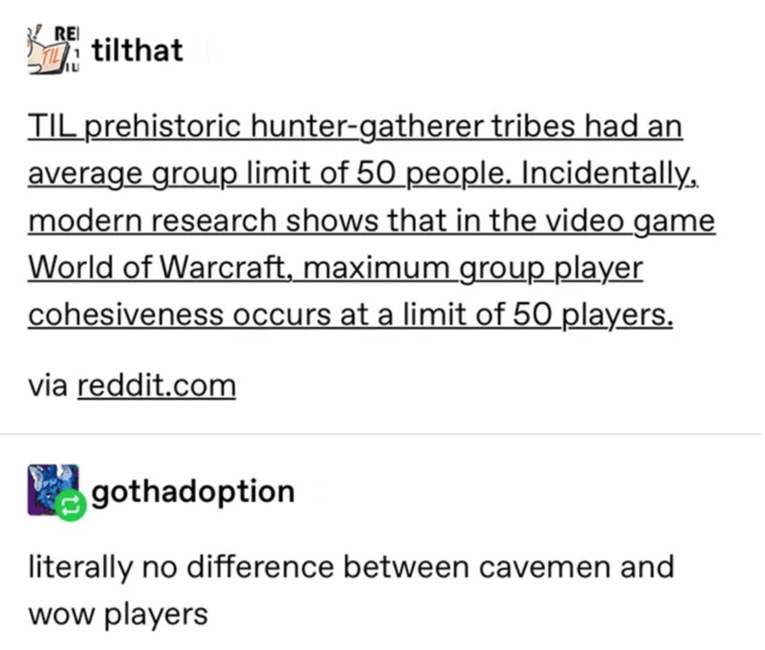 REI
TIL
tilthat
TIL prehistoric hunter-gatherer tribes had an
average group limit of 50 people. Incidentally,
modern research shows that in the video game
World of Warcraft, maximum group player
cohesiveness occurs at a limit of 50 players.
via reddit.com
gothadoption
literally no difference between cavemen and
wow players